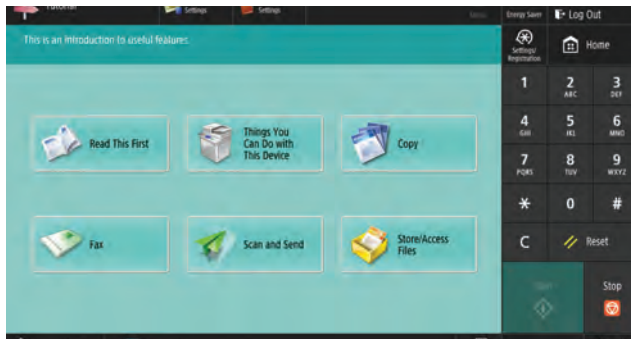 Tutorial
Settings
Settings
Menu
Energy Saver
Log Out
This is an introduction to useful features.
Settings/
Registration
Home
Read This First
Things You
Can Do with
This Device
Copy
Fax
Scan and Send
Store/Access
Files
1
2
ABC
3
DEF
4
GHI
5
JKL
6
MNO
7
PQRS
8
TUV
9
WXYZ
*
0
#
C
Reset
Start
Stop